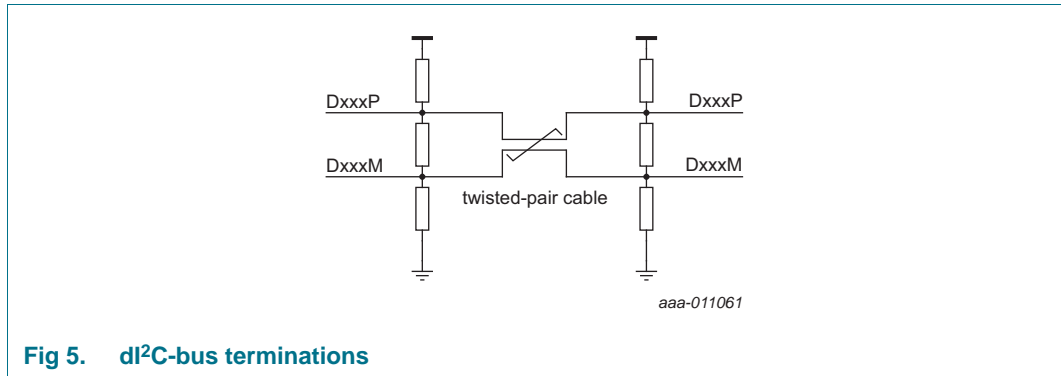 DxxxP DxxxP
DxxxM DxxxM
twisted-pair cable
aaa-011061
Fig 5. dI²C-bus terminations